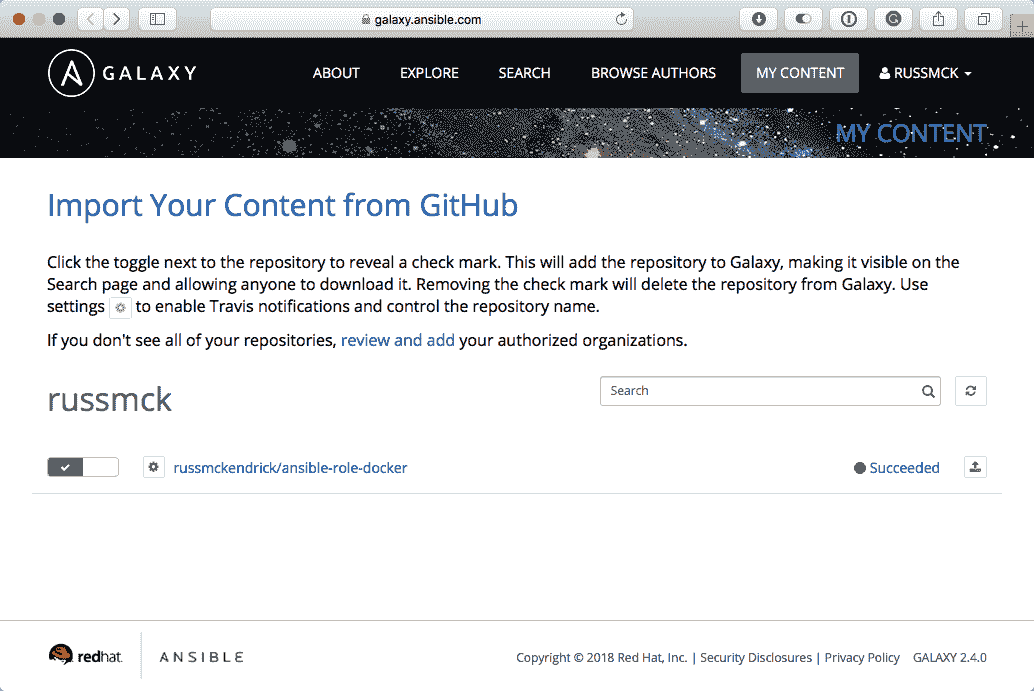 galaxy.ansible.com
GALAXY
ABOUT
EXPLORE
SEARCH
BROWSE AUTHORS
MY CONTENT
RUSSMCK
MY CONTENT
Import Your Content from GitHub
Click the toggle next to the repository to reveal a check mark. This will add the repository to Galaxy, making it visible on the
Search page and allowing anyone to download it. Removing the check mark will delete the repository from Galaxy. Use
settings to enable Travis notifications and control the repository name.
If you don't see all of your repositories, review and add your authorized organizations.
russmck
Search
russmckendrick/ansible-role-docker
Succeeded
redhat.
ANSIBLE
Copyright © 2018 Red Hat, Inc. | Security Disclosures | Privacy Policy GALAXY 2.4.0